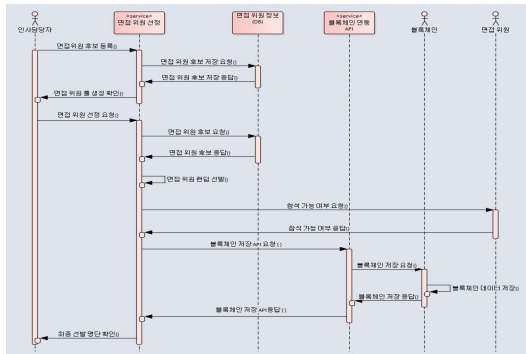 인사담당자
«service»
면접 위원 선정
면접 위원 정보
(DB)
«service»
블록체인 연동
API
블록체인
면접 위원
면접위원 후보 등록()
면접 위원 후보 저장 요청()
면접 위원 후보 저장 응답()
면접 위원 풀 생성 확인()
면접 위원 선정 요청()
면접 위원 후보 요청()
면접 위원 후보 응답()
면접 위원 랜덤 선발()
참석 가능 여부 요청()
참석 가능 여부 응답()
블록체인 저장 API 요청 ( )
블록체인 저장 요청()
블록체인 데이터 저장()
블록체인 저장 응답()
블록체인 저장 API응답 ( )
최종 선발 명단 확인()